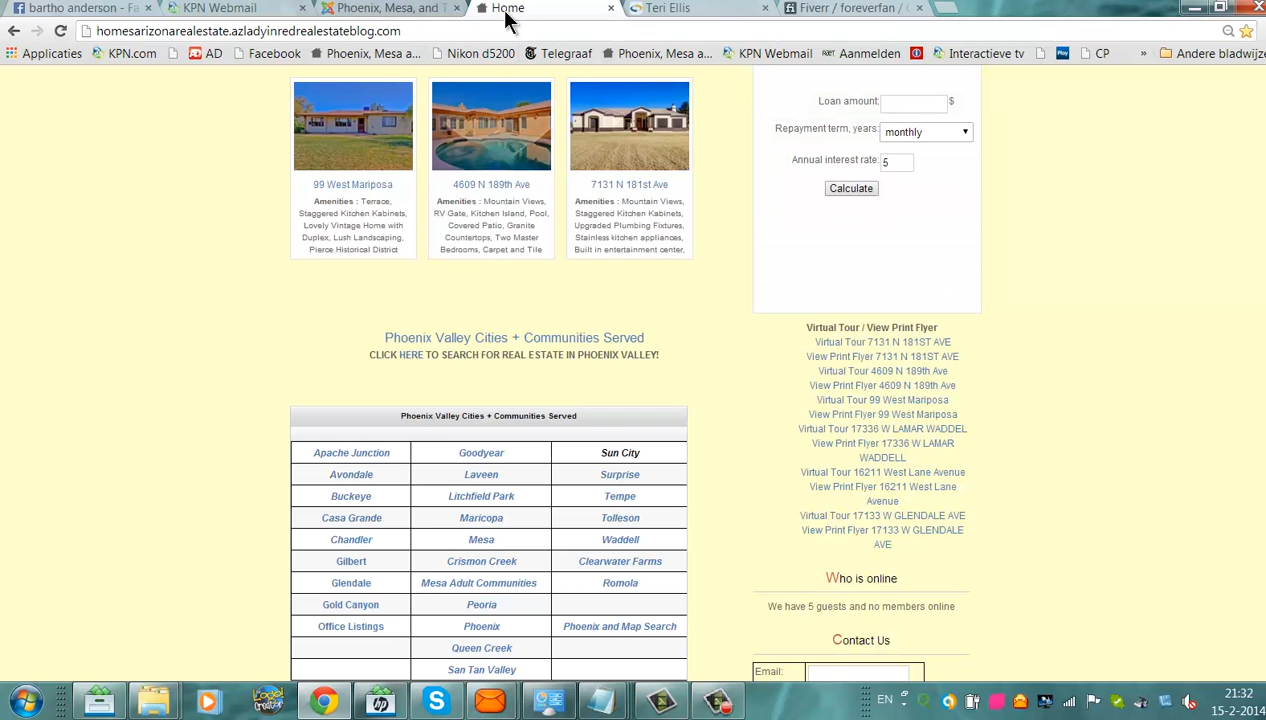 bartho anderson - Fa
KPN Webmail
Phoenix, Mesa, and T
Home
Teri Ellis
Fiverr / foreverfan /
homesarizonarealestate.azladyinredrealestateblog.com
Applicaties
KPN.com
AD
Facebook
Phoenix, Mesa a...
Nikon d5200
Telegraaf
Phoenix, Mesa, a...
KPN Webmail
Aanmelden
Interactieve tv
CP
»
Andere bladwijz
99 West Mariposa
Amenities : Terrace,
Staggered Kitchen Kabinets,
Lovely Vintage Home with
Duplex, Lush Landscaping,
Pierce Historical District
4609 N 189th Ave
Amenities : Mountain Views,
RV Gate, Kitchen Island, Pool,
Covered Patio, Granite
Countertops, Two Master
Bedrooms, Carpet and Tile
7131 N 181st Ave
Amenities : Mountain Views,
Staggered Kitchen Kabinets,
Upgraded Plumbing Fixtures,
Stainless kitchen appliances,
Built in entertainment center,
Loan amount: $
Repayment term, years: monthly
Annual interest rate: 5
Calculate
Phoenix Valley Cities + Communities Served
CLICK HERE TO SEARCH FOR REAL ESTATE IN PHOENIX VALLEY!
Phoenix Valley Cities + Communities Served
Apache Junction Goodyear Sun City
Avondale Laveen Surprise
Buckeye Litchfield Park Tempe
Casa Grande Maricopa Tolleson
Chandler Mesa Waddell
Gilbert Crismon Creek Clearwater Farms
Glendale Mesa Adult Communities Romola
Gold Canyon Peoria
Office Listings Phoenix Phoenix and Map Search
Queen Creek
San Tan Valley
Virtual Tour / View Print Flyer
Virtual Tour 7131 N 181ST AVE
View Print Flyer 7131 N 181ST AVE
Virtual Tour 4609 N 189th Ave
View Print Flyer 4609 N 189th Ave
Virtual Tour 99 West Mariposa
View Print Flyer 99 West Mariposa
Virtual Tour 17336 W LAMAR WADDEL
View Print Flyer 17336 W LAMAR
WADDELL
Virtual Tour 16211 West Lane Avenue
View Print Flyer 16211 West Lane
Avenue
Virtual Tour 17133 W GLENDALE AVE
View Print Flyer 17133 W GLENDALE
AVE
Who is online
We have 5 guests and no members online
Contact Us
Email:
EN
21:32
15-2-2014